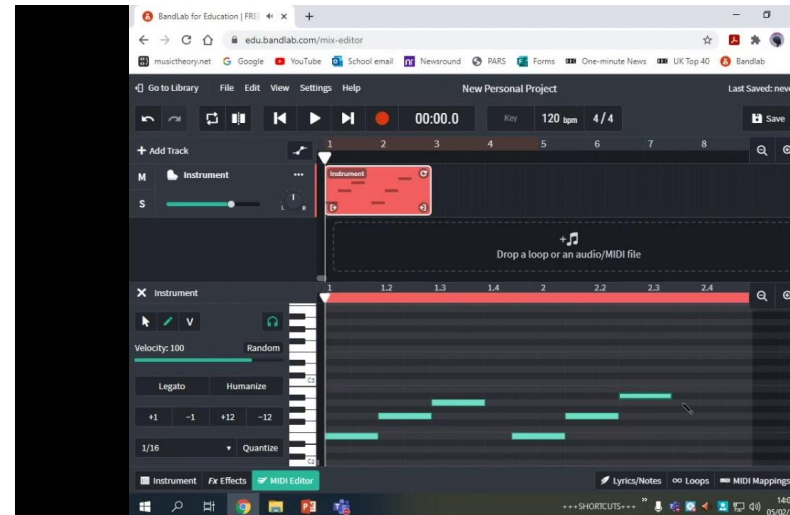 BandLab for Education | FREE
edu.bandlab.com/mix-editor
musictheory.net Google YouTube School email Newsround PARS Forms One-minute News UK Top 40 Bandlab
Go to Library File Edit View Settings Help New Personal Project Last Saved: neve
00:00.0 Key 120 bpm 4/4 Save
+ Add Track 1 2 3 4 5 6 7 8
M Instrument ... Instrument
S L R
Drop a loop or an audio/MIDI file
X Instrument 1 1.2 1.3 1.4 2 2.2 2.3 2.4
V
Velocity: 100 Random
Legato Humanize C3
+1 -1 +12 -12
1/16 Quantize
C2
Instrument Fx Effects MIDI Editor Lyrics/Notes Loops MIDI Mappings
+++SHORTCUTS+++ » 14:0
05/02/